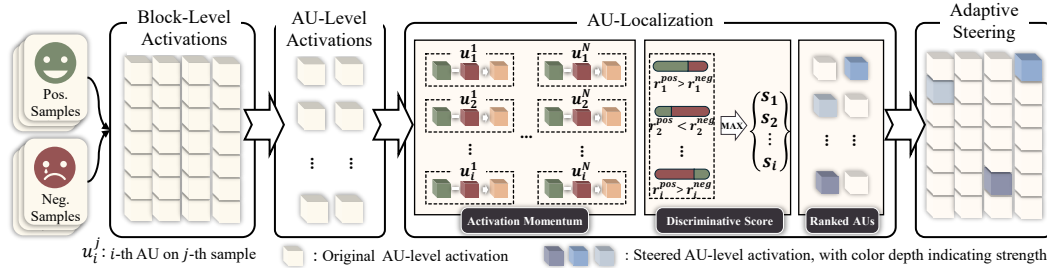 Block-Level
Activations
AU-Level
Activations
AU-Localization
Adaptive
Steering
Pos.
Samples
Neg.
Samples
u_1^1
u_1^N
u_2^1
u_2^N
...
u_i^1
u_i^N
r_1^{pos} > r_1^{neg}
r_2^{pos} < r_2^{neg}
r_i^{pos} > r_i^{neg}
MAX
s_1
s_2
⋮
s_i
Activation Momentum
Discriminative Score
Ranked AUs
u_i^j: i-th AU on j-th sample
: Original AU-level activation
: Steered AU-level activation, with color depth indicating strength